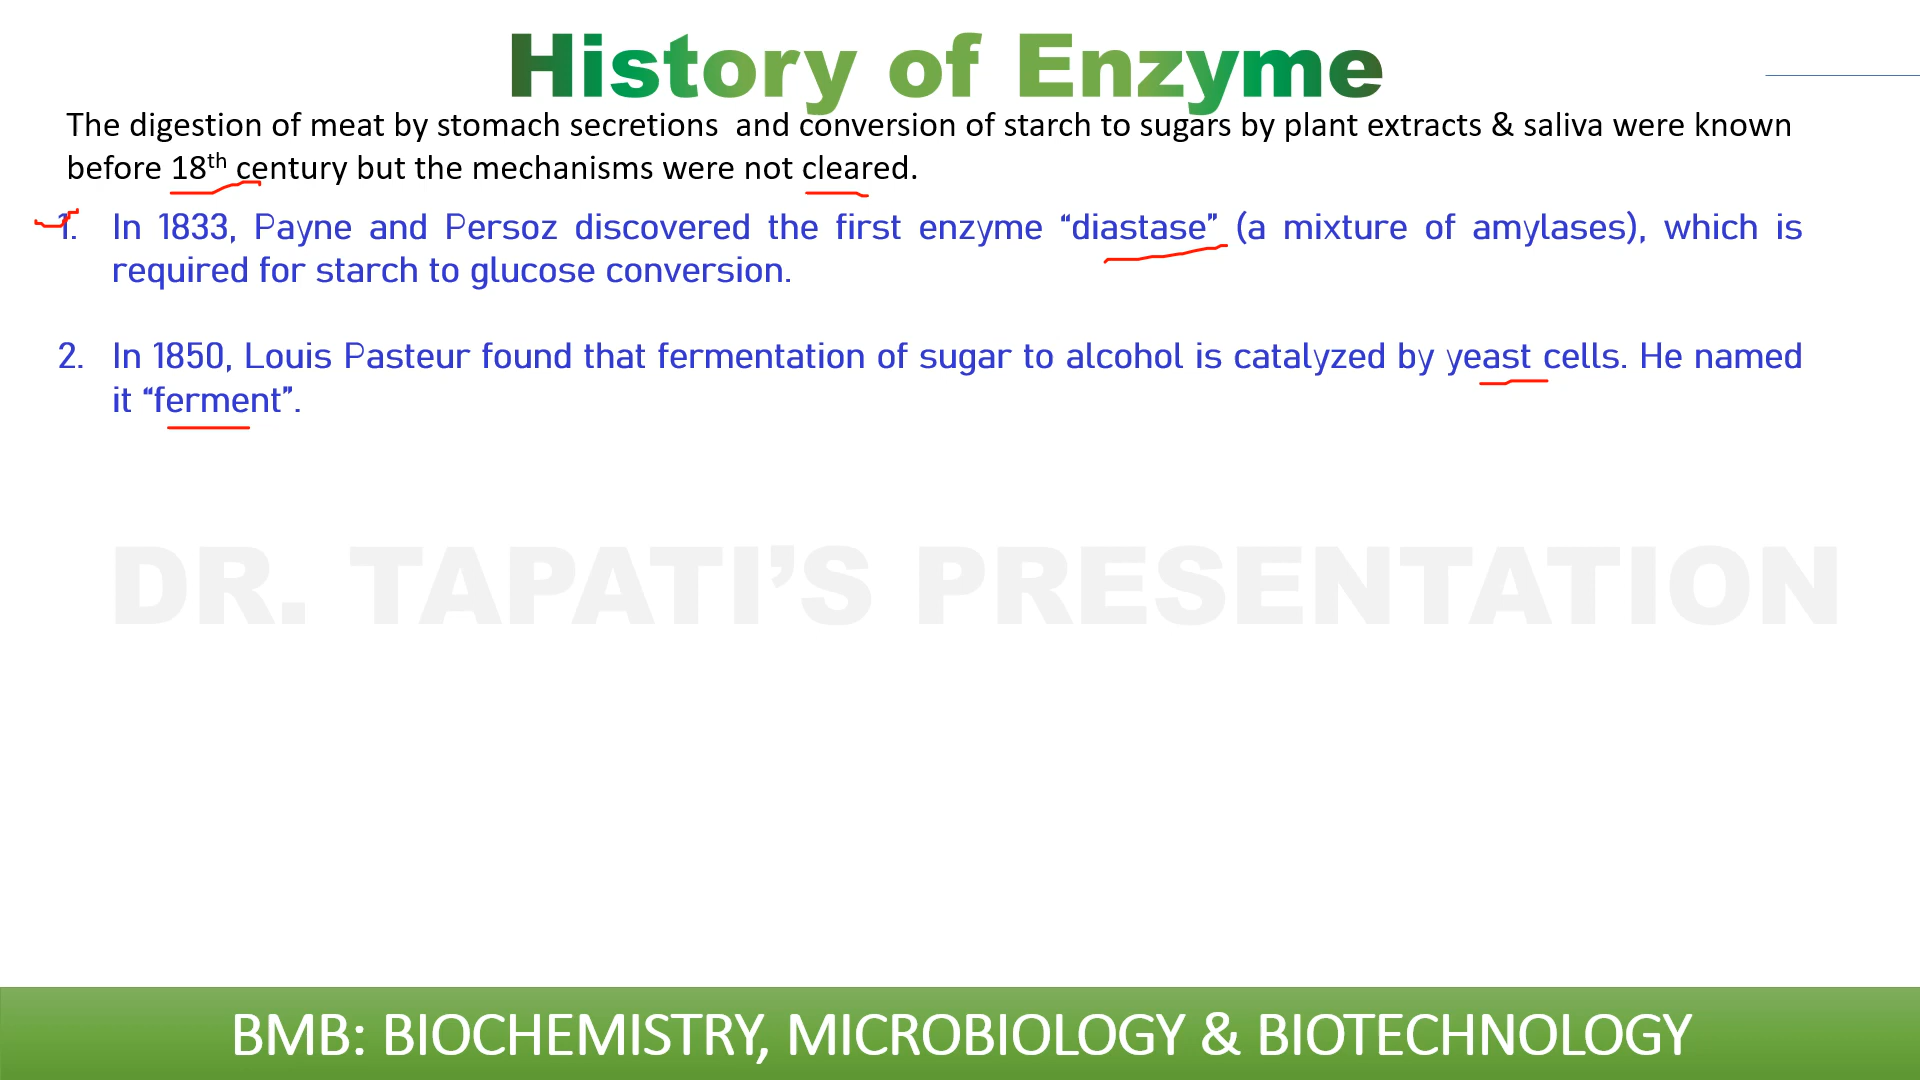 History of Enzyme
The digestion of meat by stomach secretions and conversion of starch to sugars by plant extracts & saliva were known
before 18th century but the mechanisms were not cleared.
1. In 1833, Payne and Persoz discovered the first enzyme “diastase” (a mixture of amylases), which is
required for starch to glucose conversion.
2. In 1850, Louis Pasteur found that fermentation of sugar to alcohol is catalyzed by yeast cells. He named
it “ferment”.
DR. TAPATI’S PRESENTATION
BMB: BIOCHEMISTRY, MICROBIOLOGY & BIOTECHNOLOGY